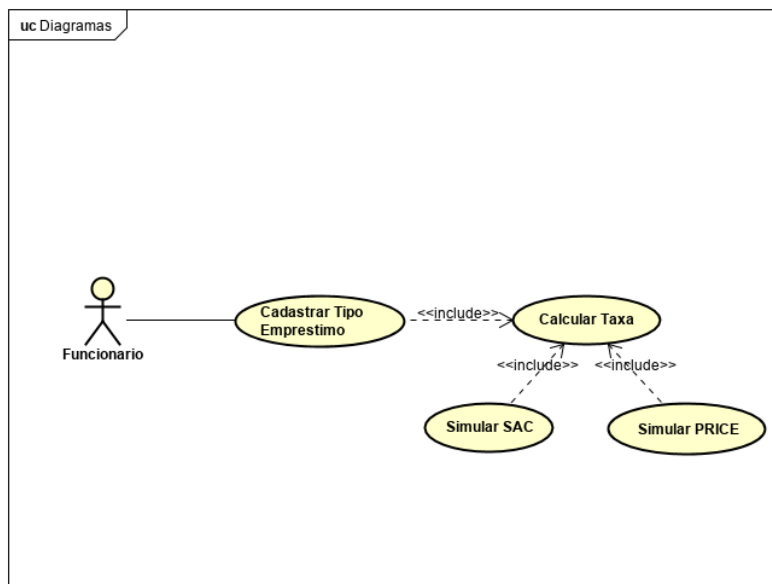 uc Diagramas
Cadastrar Tipo
Emprestimo
<<include>>
Calcular Taxa
Funcionario
<<include>>
<<include>>
Simular SAC
Simular PRICE